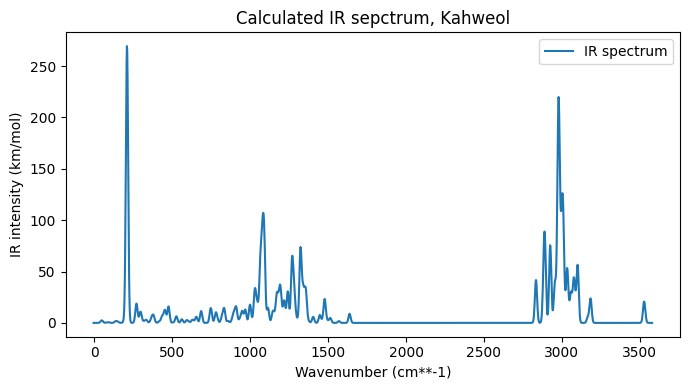 Calculated IR sepctrum, Kahweol
IR spectrum
IR intensity (km/mol)
250
200
150
100
50
0
0 500 1000 1500 2000 2500 3000 3500
Wavenumber (cm**-1)